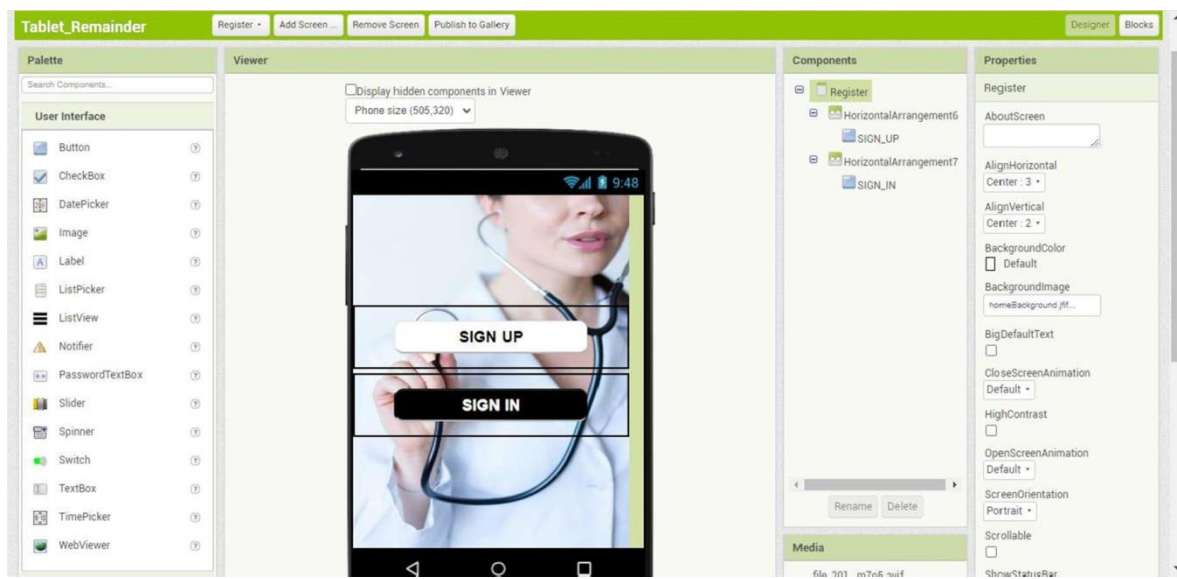 Tablet_Remainder
Register
Add Screen ...
Remove Screen
Publish to Gallery
Designer
Blocks
Palette
Search Components...
User Interface
Button
CheckBox
DatePicker
Image
Label
ListPicker
ListView
Notifier
PasswordTextBox
Slider
Spinner
Switch
TextBox
TimePicker
WebViewer
Viewer
Display hidden components in Viewer
Phone size (505,320)
9:48
SIGN UP
SIGN IN
Components
Register
HorizontalArrangement6
SIGN_UP
HorizontalArrangement7
SIGN_IN
Rename
Delete
Media
Properties
Register
AboutScreen
AlignHorizontal
Center : 3
AlignVertical
Center : 2
BackgroundColor
Default
BackgroundImage
homeBackground.jfif...
BigDefaultText
CloseScreenAnimation
Default
HighContrast
OpenScreenAnimation
Default
ScreenOrientation
Portrait
Scrollable
ShowStatusBar